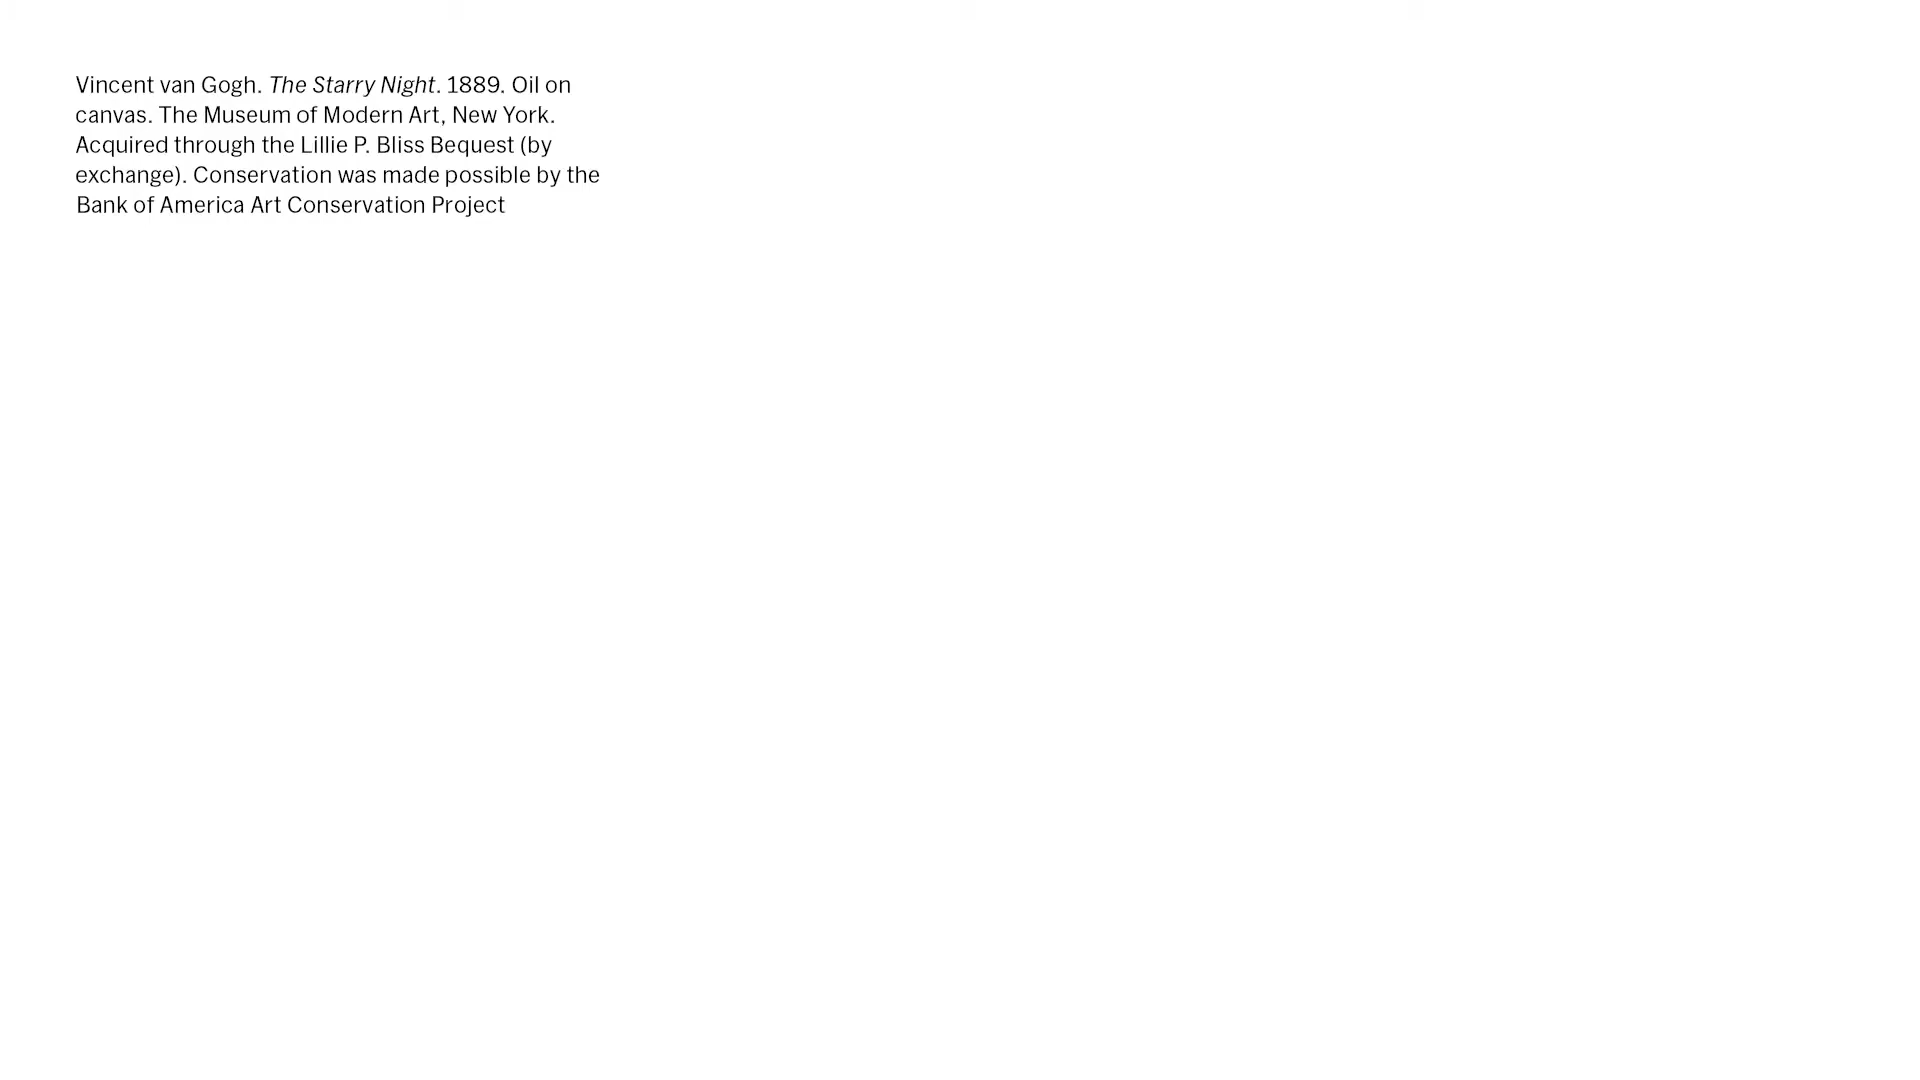 Vincent van Gogh. The Starry Night. 1889. Oil on
canvas. The Museum of Modern Art, New York.
Acquired through the Lillie P. Bliss Bequest (by
exchange). Conservation was made possible by the
Bank of America Art Conservation Project